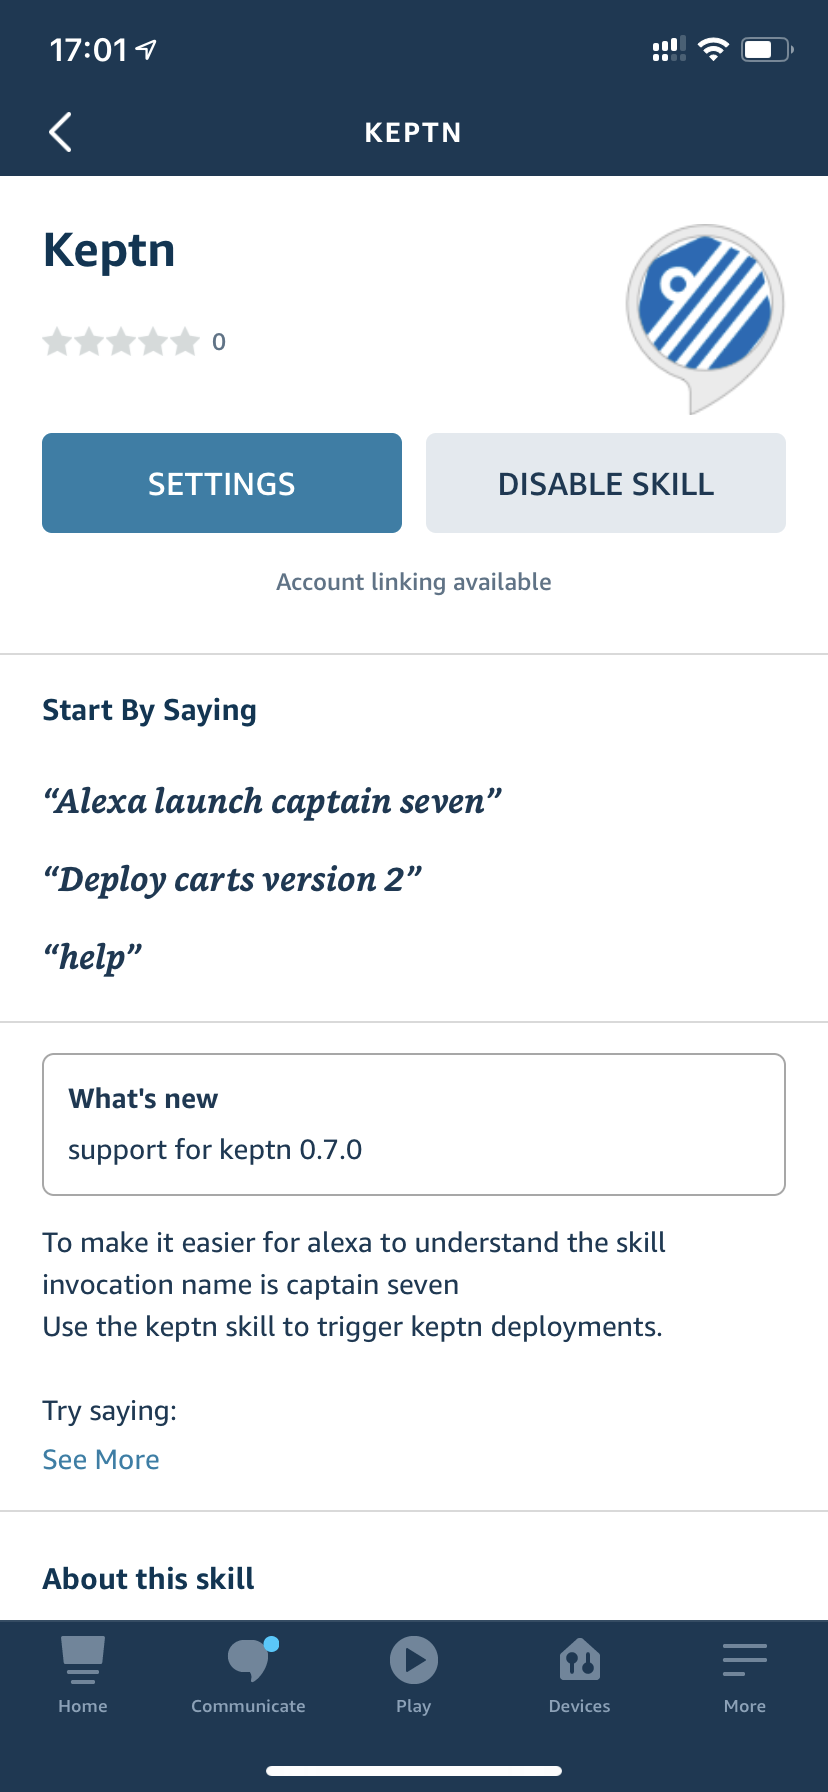 17:01
KEPTN
Keptn
0
SETTINGS
DISABLE SKILL
Account linking available
Start By Saying
“Alexa launch captain seven”
“Deploy carts version 2”
“help”
What's new
support for keptn 0.7.0
To make it easier for alexa to understand the skill
invocation name is captain seven
Use the keptn skill to trigger keptn deployments.
Try saying:
See More
About this skill
Home
Communicate
Play
Devices
More